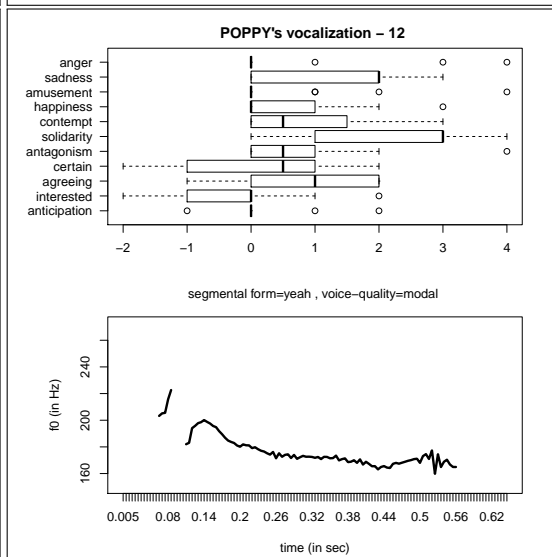 POPPY's vocalization − 12
anger
sadness
amusement
happiness
contempt
solidarity
antagonism
certain
agreeing
interested
anticipation
−2 −1 0 1 2 3 4
segmental form=yeah , voice−quality=modal
f0 (in Hz)
240
200
160
0.005 0.08 0.14 0.2 0.26 0.32 0.38 0.44 0.5 0.56 0.62
time (in sec)